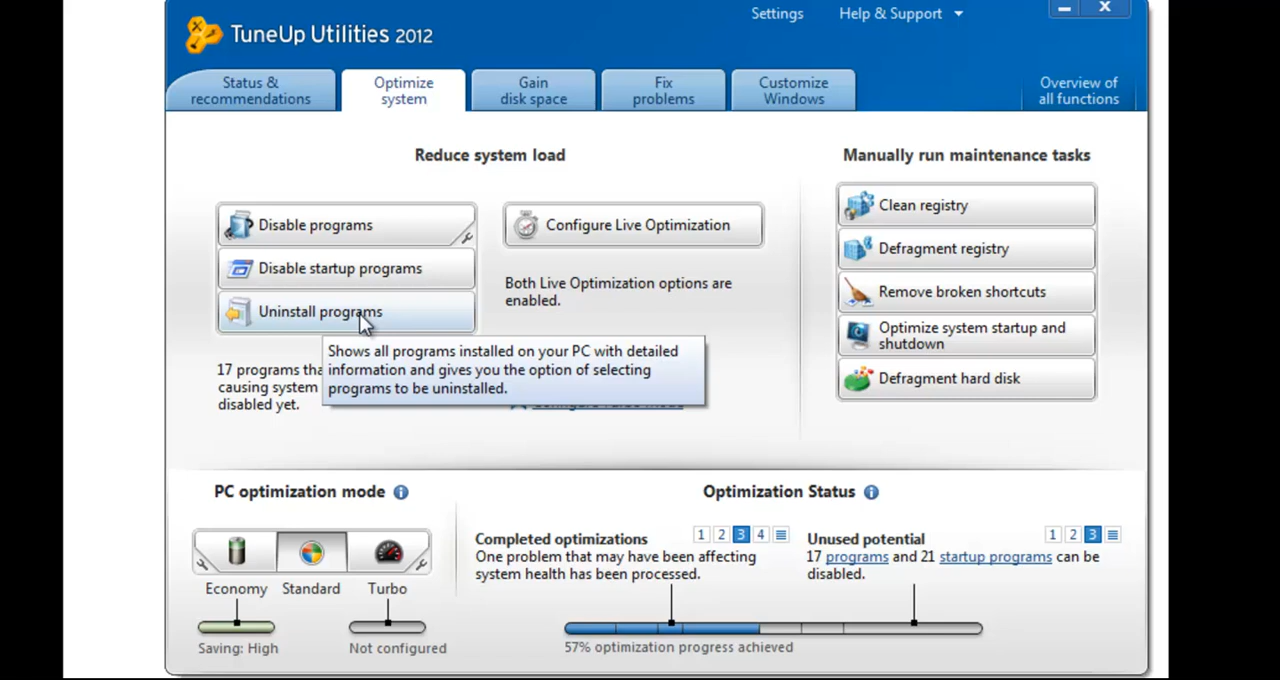 Settings
Help & Support
TuneUp Utilities 2012
Status &
recommendations
Optimize
system
Gain
disk space
Fix
problems
Customize
Windows
Overview of
all functions
Reduce system load
Disable programs
Disable startup programs
Uninstall programs
Configure Live Optimization
Both Live Optimization options are
enabled.
Shows all programs installed on your PC with detailed
information and gives you the option of selecting
programs to be uninstalled.
17 programs tha
causing system
disabled yet.
Manually run maintenance tasks
Clean registry
Defragment registry
Remove broken shortcuts
Optimize system startup and
shutdown
Defragment hard disk
PC optimization mode
Economy
Standard
Turbo
Saving: High
Not configured
Optimization Status
Completed optimizations
1 2 3 4
One problem that may have been affecting
system health has been processed.
Unused potential
1 2 3
17 programs and 21 startup programs can be
disabled.
57% optimization progress achieved